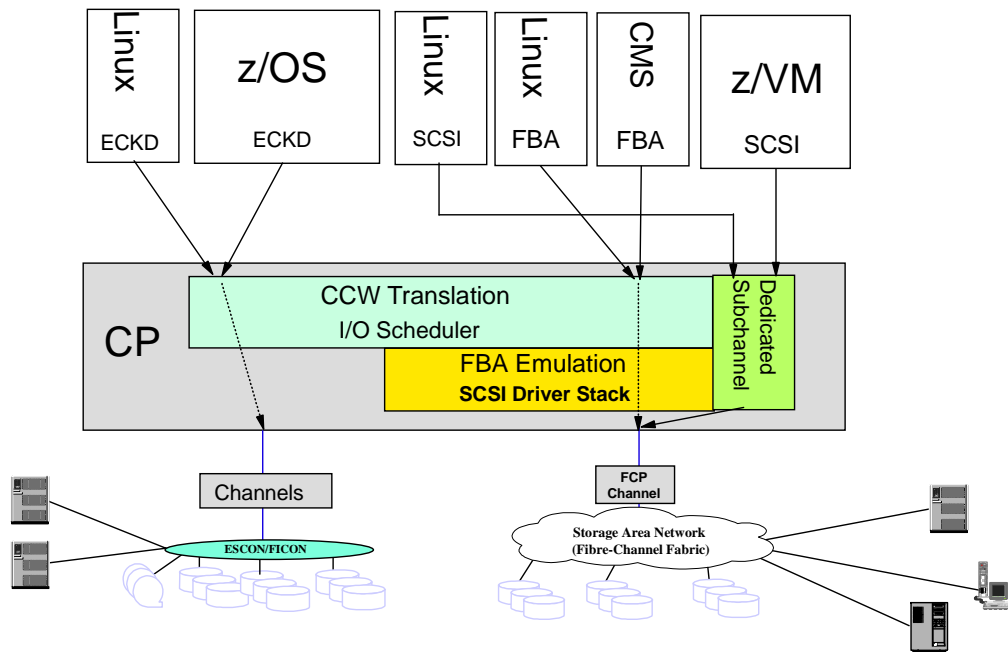 Linux
ECKD
z/OS
ECKD
Linux
SCSI
Linux
FBA
CMS
FBA
z/VM
SCSI
CP
CCW Translation
I/O Scheduler
FBA Emulation
SCSI Driver Stack
Dedicated
Subchannel
Channels
FCP
Channel
ESCON/FICON
Storage Area Network
(Fibre-Channel Fabric)